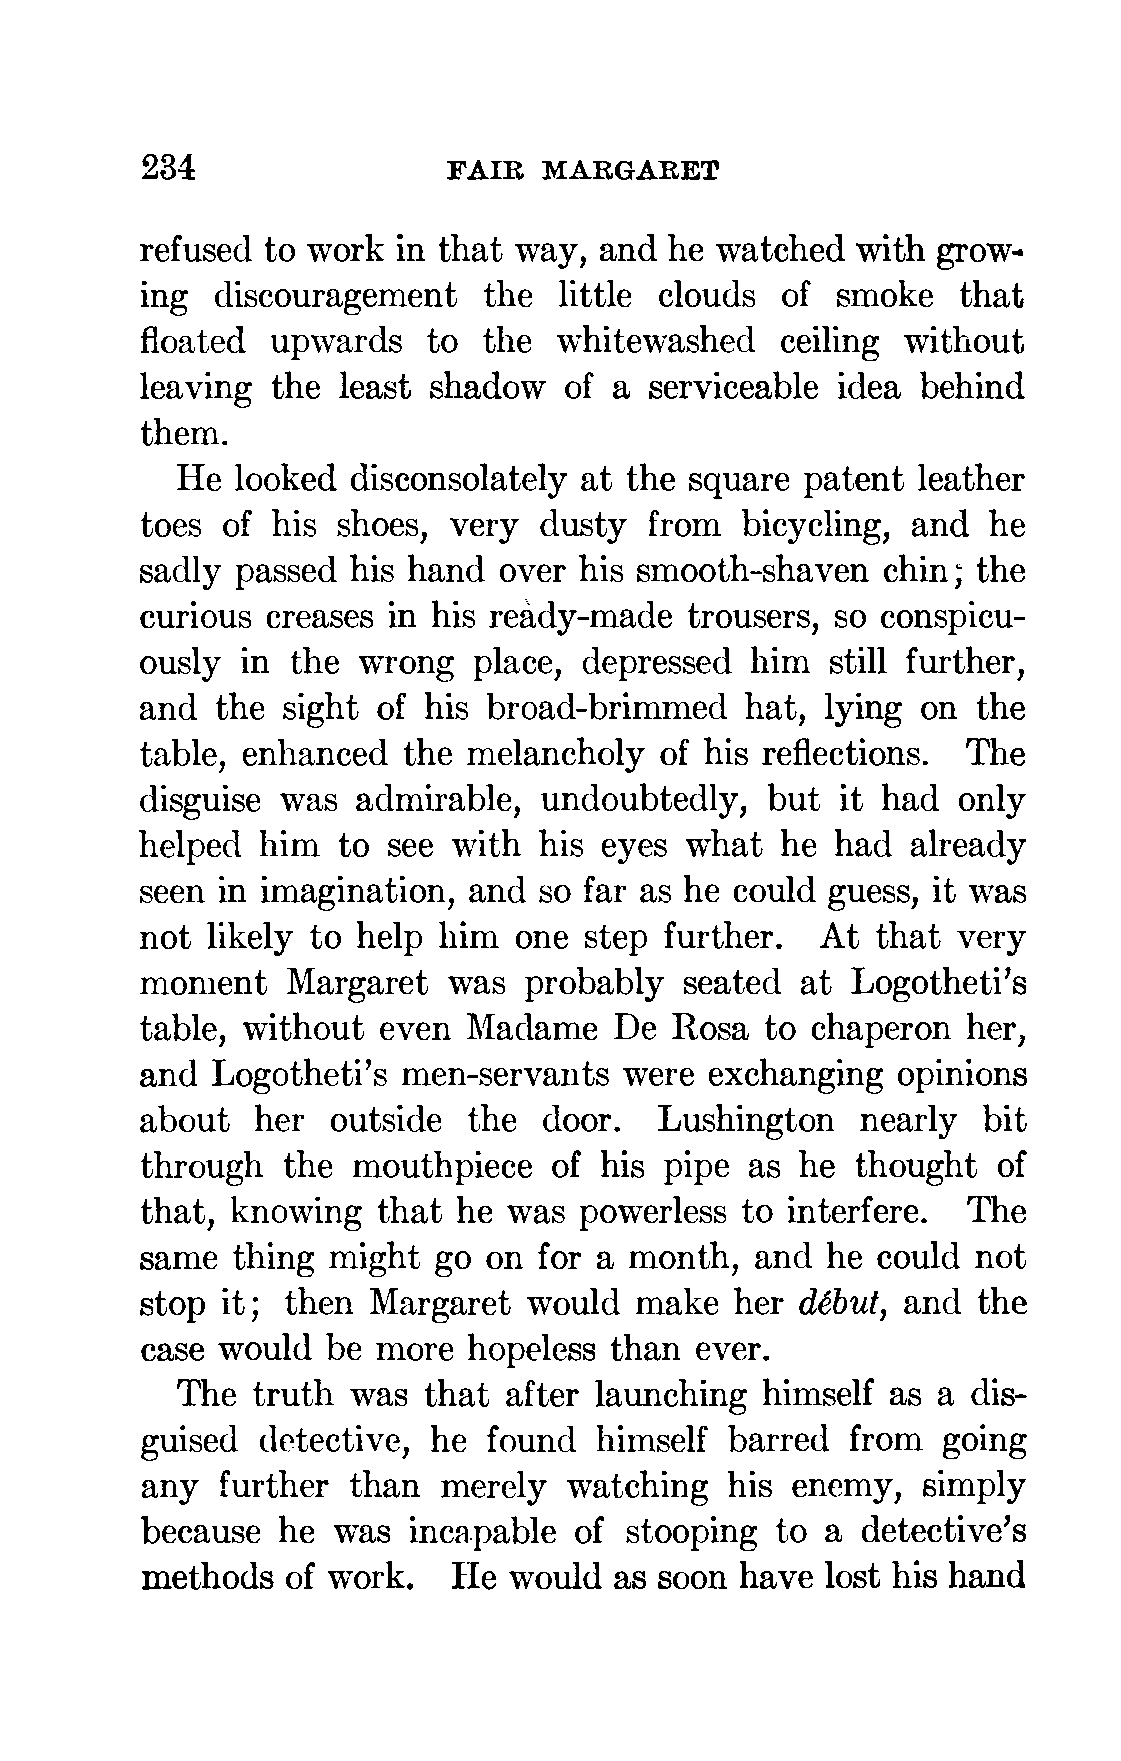 234 FAIR MARGARET
refused to work in that way, and he watched with grow-
ing discouragement the little clouds of smoke that
floated upwards to the whitewashed ceiling without
leaving the least shadow of a serviceable idea behind
them.
He looked disconsolately at the square patent leather
toes of his shoes, very dusty from bicycling, and he
sadly passed his hand over his smooth-shaven chin; the
curious creases in his ready-made trousers, so conspicu-
ously in the wrong place, depressed him still further,
and the sight of his broad-brimmed hat, lying on the
table, enhanced the melancholy of his reflections. The
disguise was admirable, undoubtedly, but it had only
helped him to see with his eyes what he had already
seen in imagination, and so far as he could guess, it was
not likely to help him one step further. At that very
moment Margaret was probably seated at Logotheti's
table, without even Madame De Rosa to chaperon her,
and Logotheti's men-servants were exchanging opinions
about her outside the door. Lushington nearly bit
through the mouthpiece of his pipe as he thought of
that, knowing that he was powerless to interfere. The
same thing might go on for a month, and he could not
stop it; then Margaret would make her début, and the
case would be more hopeless than ever.
The truth was that after launching himself as a dis-
guised detective, he found himself barred from going
any further than merely watching his enemy, simply
because he was incapable of stooping to a detective's
methods of work. He would as soon have lost his hand